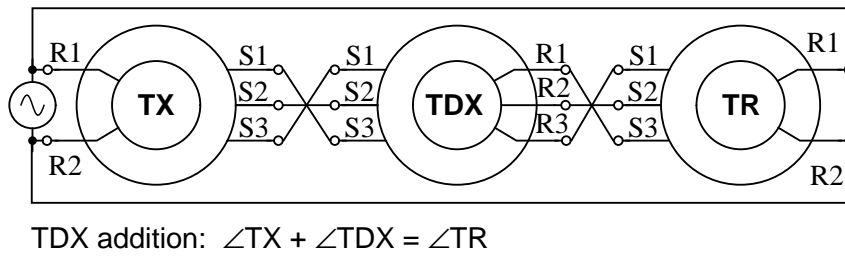 R1 S1 S1 R1 S1 R1
TX S2 S2 TDX R2 S2 TR
S3 S3 R3 S3
R2 R2
TDX addition: ∠TX + ∠TDX = ∠TR